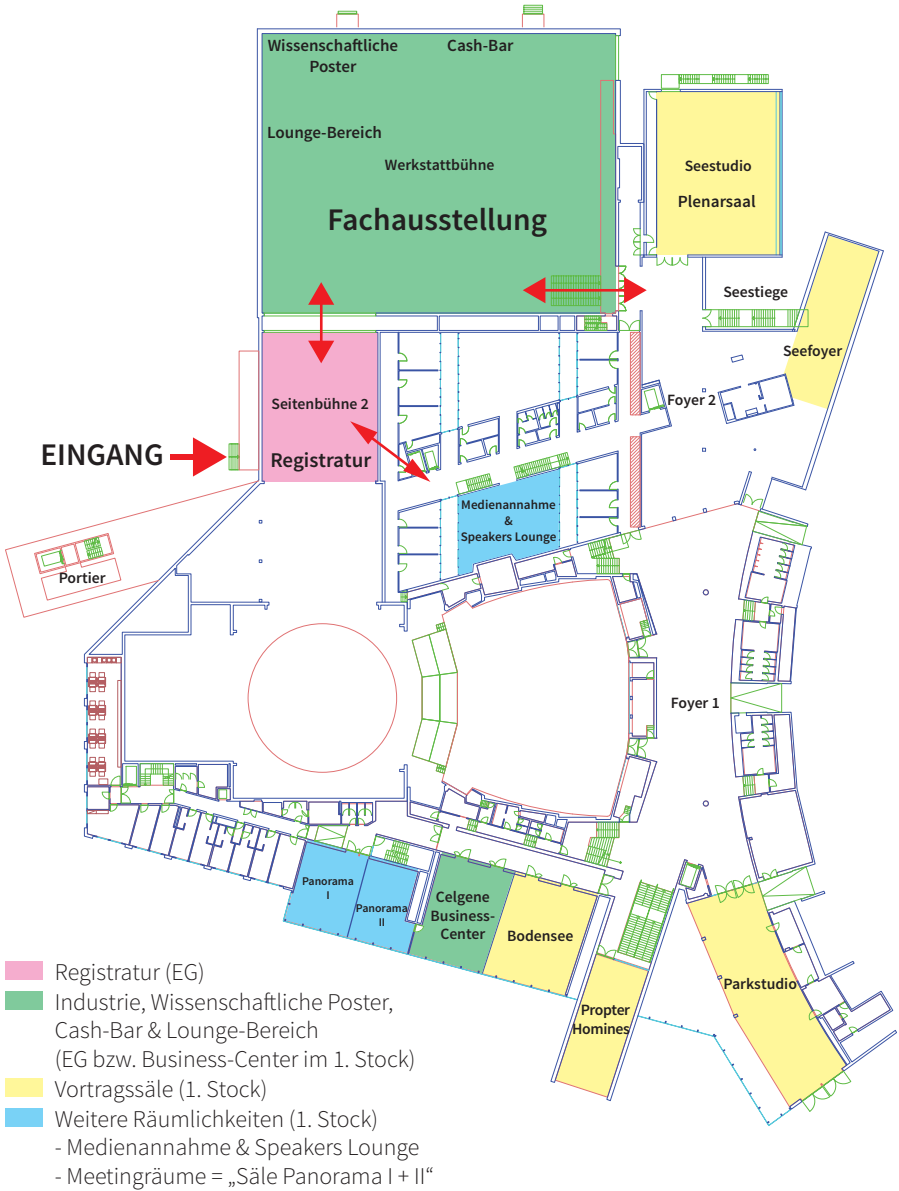 Wissenschaftliche
Poster
Cash-Bar
Lounge-Bereich
Werkstattbühne
Fachausstellung
Seestudio
Plenarsaal
Seestiege
Seefoyer
Foyer 2
Seitenbühne 2
EINGANG
Registratur
Medienannahme
&
Speakers Lounge
Portier
Foyer 1
Panorama
I
Panorama
II
Celgene
Business-
Center
Bodensee
Propter
Homines
Parkstudio
Registratur (EG)
Industrie, Wissenschaftliche Poster,
Cash-Bar & Lounge-Bereich
(EG bzw. Business-Center im 1. Stock)
Vortragssäle (1. Stock)
Weitere Räumlichkeiten (1. Stock)
- Medienannahme & Speakers Lounge
- Meetingräume = „Säle Panorama I + II“